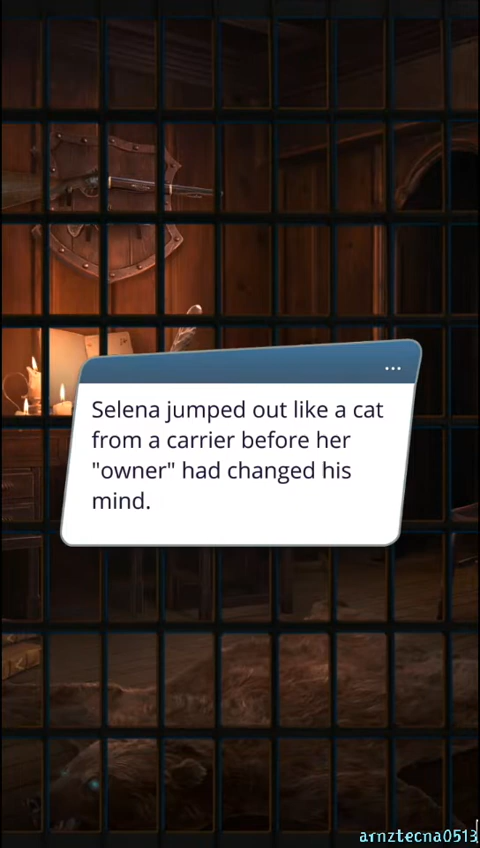 ...
Selena jumped out like a cat
from a carrier before her
"owner" had changed his
mind.
arnztecna0513